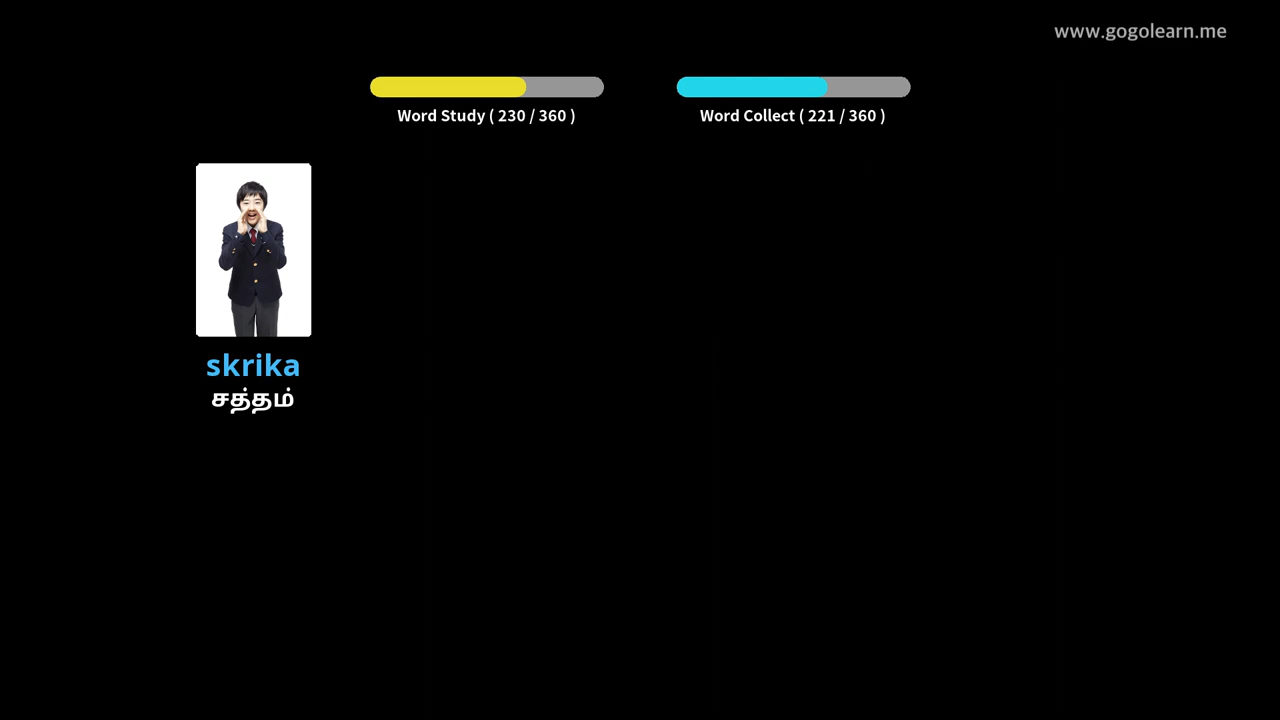 www.gogolearn.me
Word Study ( 230 / 360 )
Word Collect ( 221 / 360 )
skrika
சத்தம்